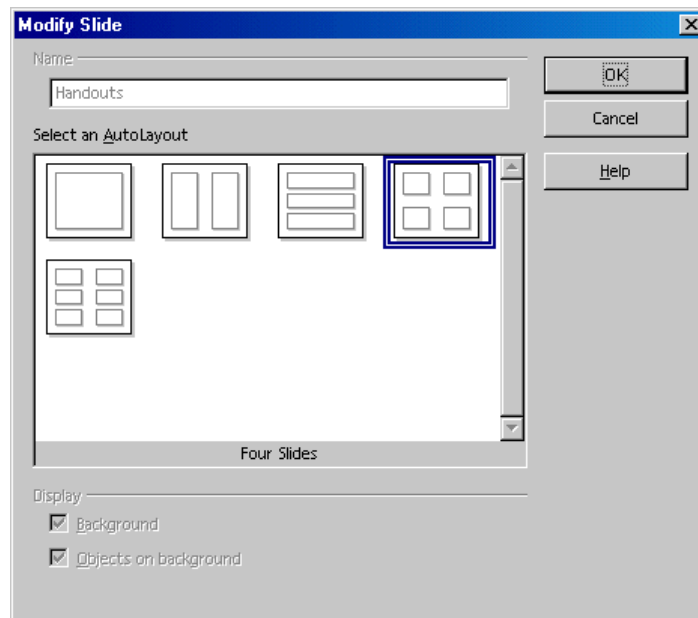 Modify Slide
Name
Handouts
OK
Cancel
Help
Select an AutoLayout
Four Slides
Display
Background
Objects on background